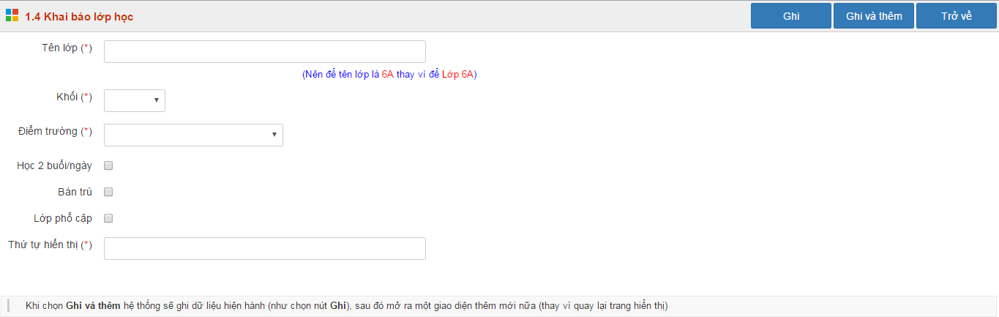 1.4 Khai báo lớp học
Ghi
Ghi và thêm
Trở về
Tên lớp (*)
(Nên để tên lớp là 6A thay vì để Lớp 6A)
Khối (*)
Điểm trường (*)
Học 2 buổi/ngày
Bán trú
Lớp phổ cập
Thứ tự hiển thị (*)
Khi chọn Ghi và thêm hệ thống sẽ ghi dữ liệu hiện hành (như chọn nút Ghi), sau đó mở ra một giao diện thêm mới nữa (thay vì quay lại trang hiển thị)